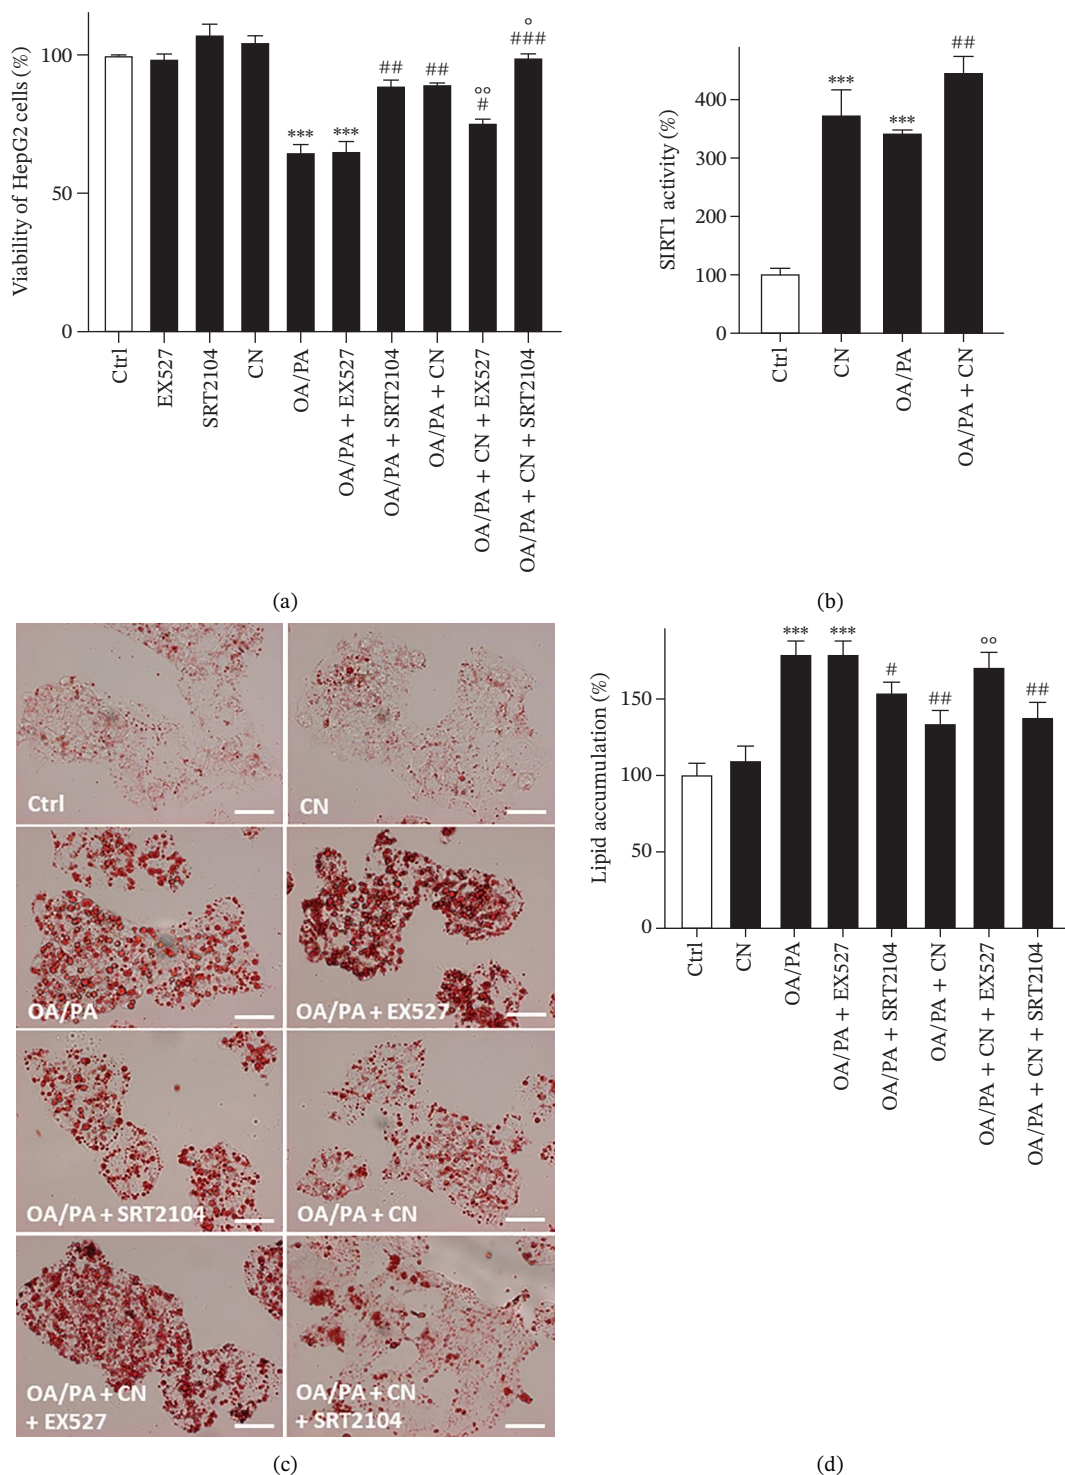 Viability of HepG2 cells (%)
100
50
0
***
***
##
##
°°
#
°
###
Ctrl
EX527
SRT2104
CN
OA/PA
OA/PA + EX527
OA/PA + SRT2104
OA/PA + CN
OA/PA + CN + EX527
OA/PA + CN + SRT2104
(a)
SIRT1 activity (%)
400
300
200
100
0
***
***
##
Ctrl
CN
OA/PA
OA/PA + CN
(b)
Ctrl
CN
OA/PA
OA/PA + EX527
OA/PA + SRT2104
OA/PA + CN
OA/PA + CN
+ EX527
OA/PA + CN
+ SRT2104
(c)
Lipid accumulation (%)
150
100
50
0
***
***
#
##
°°
##
Ctrl
CN
OA/PA
OA/PA + EX527
OA/PA + SRT2104
OA/PA + CN
OA/PA + CN + EX527
OA/PA + CN + SRT2104
(d)